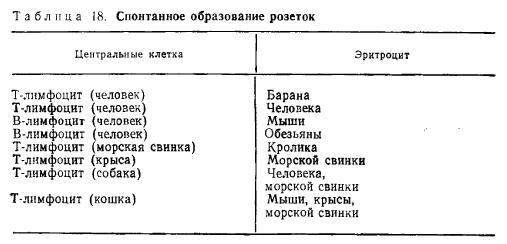 Таблица 18. Спонтанное образование розеток
Центральные клетка Эритроцит
Т-лимфоцит (человек) Барана
Т-лимфоцит (человек) Человека
В-лимфоцит (человек) Мыши
В-лимфоцит (человек) Обезьяны
Т-лимфоцит (морская свинка) Кролика
Т-лимфоцит (крыса) Морской свинки
Т-лимфоцит (собака) Человека,
морской свинки
Т-лимфоцит (кошка) Мыши, крысы,
морской свинки